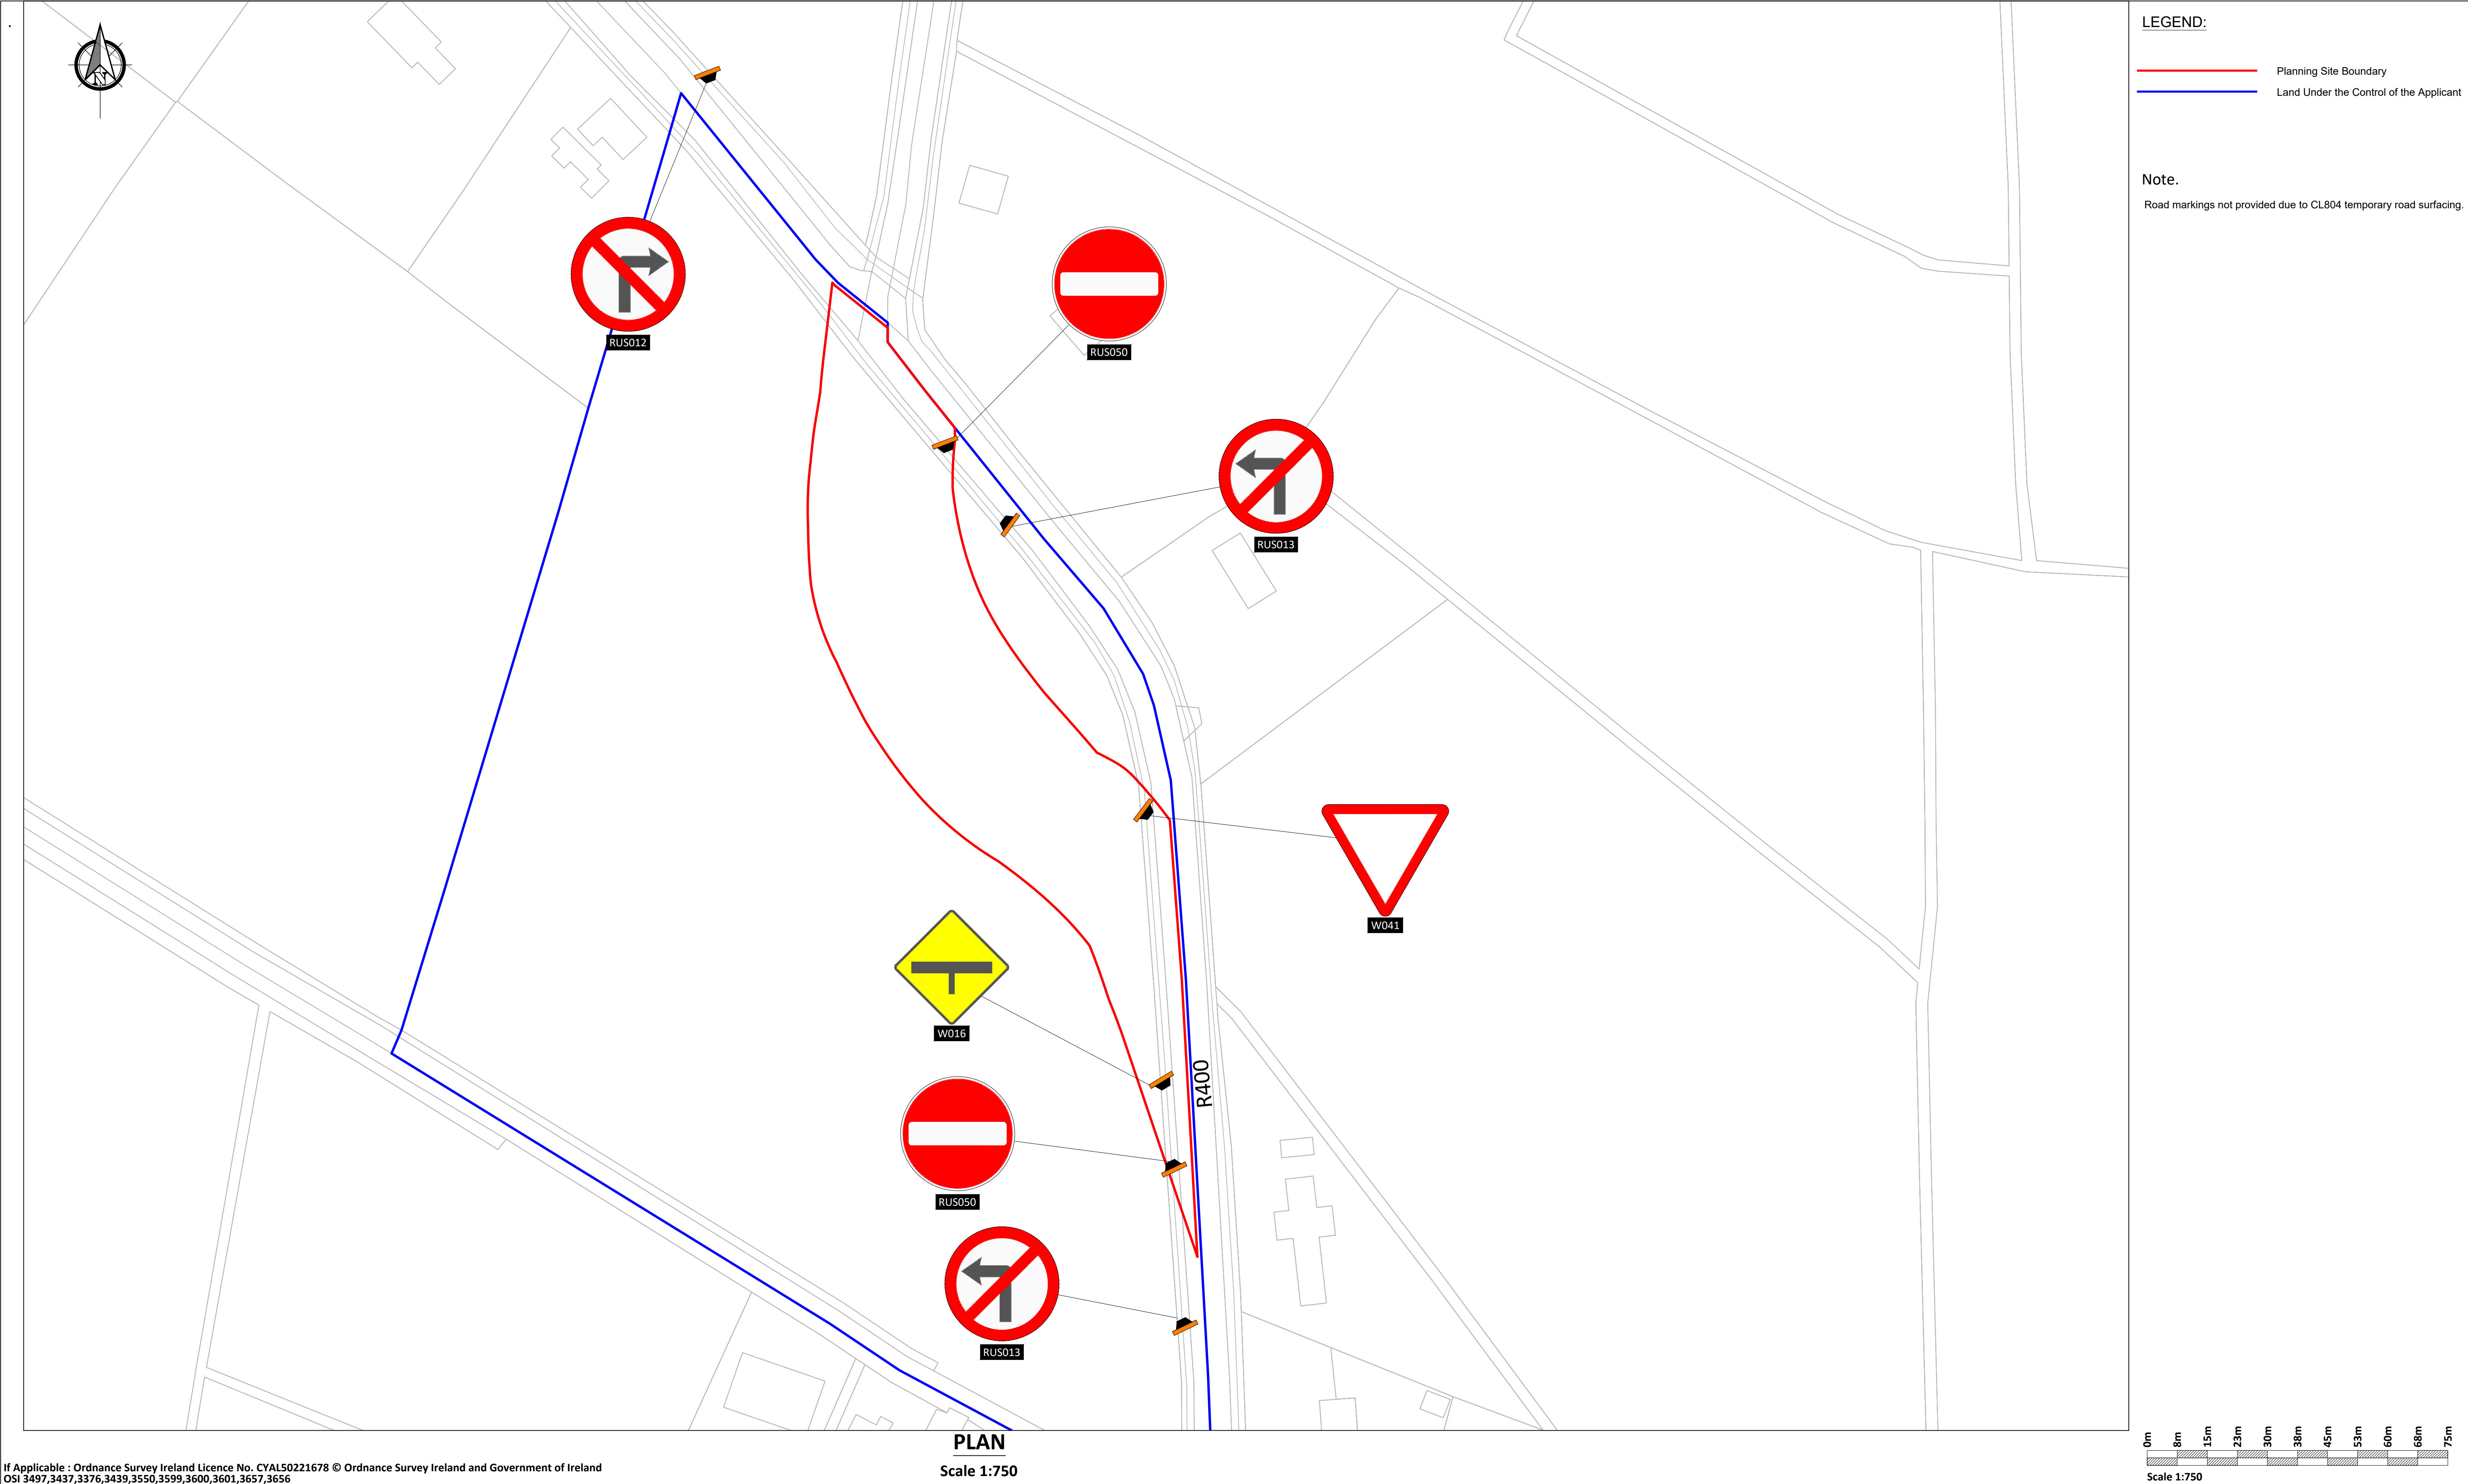 N
LEGEND:
Planning Site Boundary
Land Under the Control of the Applicant
Note.
Road markings not provided due to CL804 temporary road surfacing.
RUS012
RUS050
RUS013
W041
W016
R400
RUS050
RUS013
PLAN
Scale 1:750
If Applicable : Ordnance Survey Ireland Licence No. CYAL50221678 © Ordnance Survey Ireland and Government of Ireland
OSI 3497,3437,3376,3439,3550,3599,3600,3601,3657,3656
0m 8m 15m 23m 30m 38m 45m 53m 60m 68m 75m
Scale 1:750